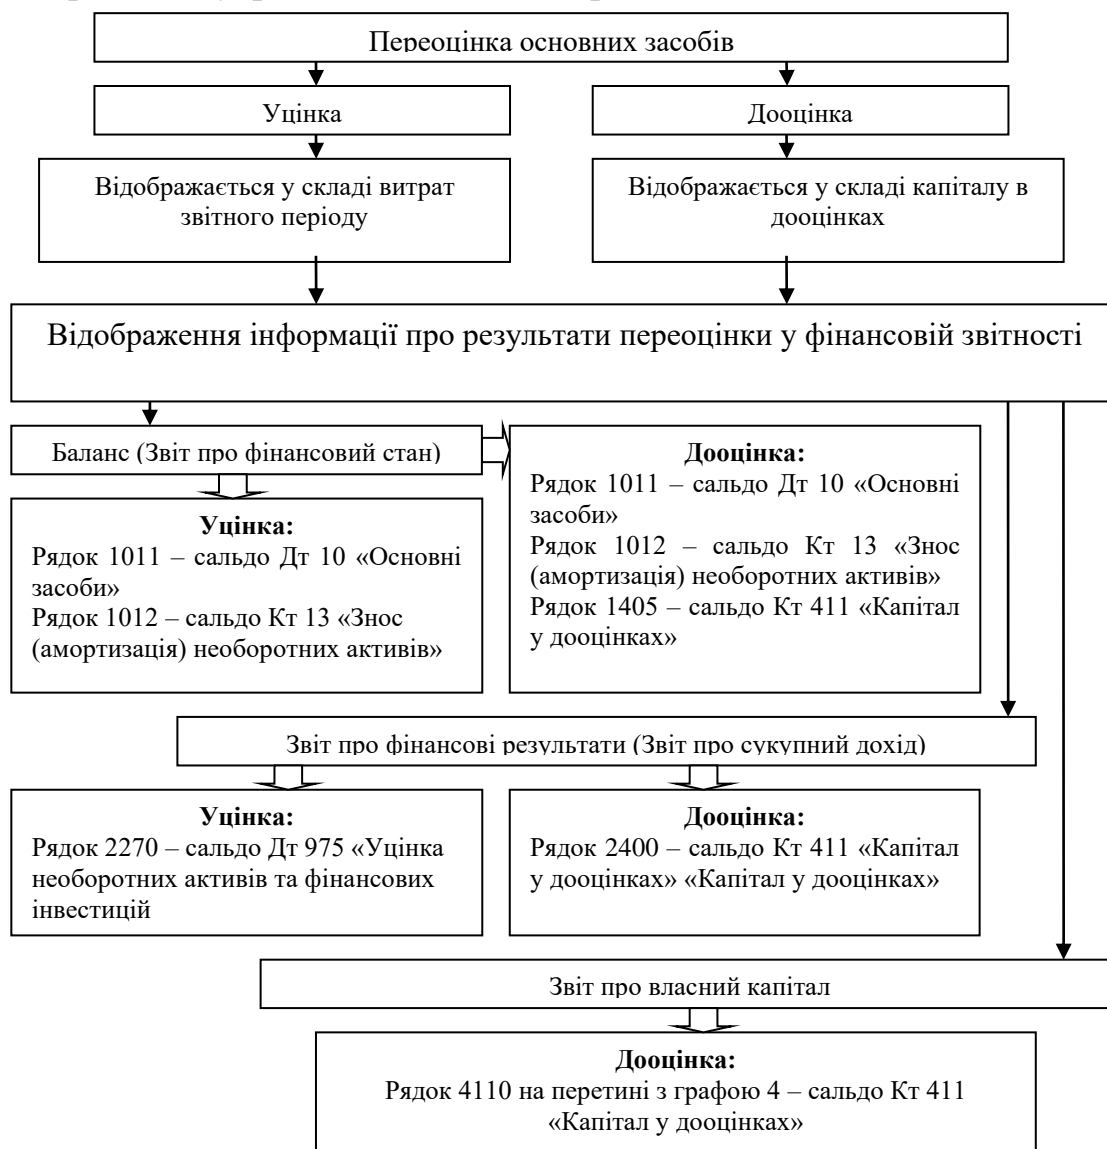 Переоцінка основних засобів
Уцінка
Дооцінка
Відображається у складі витрат
звітного періоду
Відображається у складі капіталу в
дооцінках
Відображення інформації про результати переоцінки у фінансовій звітності
Баланс (Звіт про фінансовий стан)
Уцінка:
Рядок 1011 – сальдо Дт 10 «Основні
засоби»
Рядок 1012 – сальдо Кт 13 «Знос
(амортизація) необоротних активів»
Дооцінка:
Рядок 1011 – сальдо Дт 10 «Основні
засоби»
Рядок 1012 – сальдо Кт 13 «Знос
(амортизація) необоротних активів»
Рядок 1405 – сальдо Кт 411 «Капітал
у дооцінках»
Звіт про фінансові результати (Звіт про сукупний дохід)
Уцінка:
Рядок 2270 – сальдо Дт 975 «Уцінка
необоротних активів та фінансових
інвестицій
Дооцінка:
Рядок 2400 – сальдо Кт 411 «Капітал
у дооцінках» «Капітал у дооцінках»
Звіт про власний капітал
Дооцінка:
Рядок 4110 на перетині з графою 4 – сальдо Кт 411
«Капітал у дооцінках»